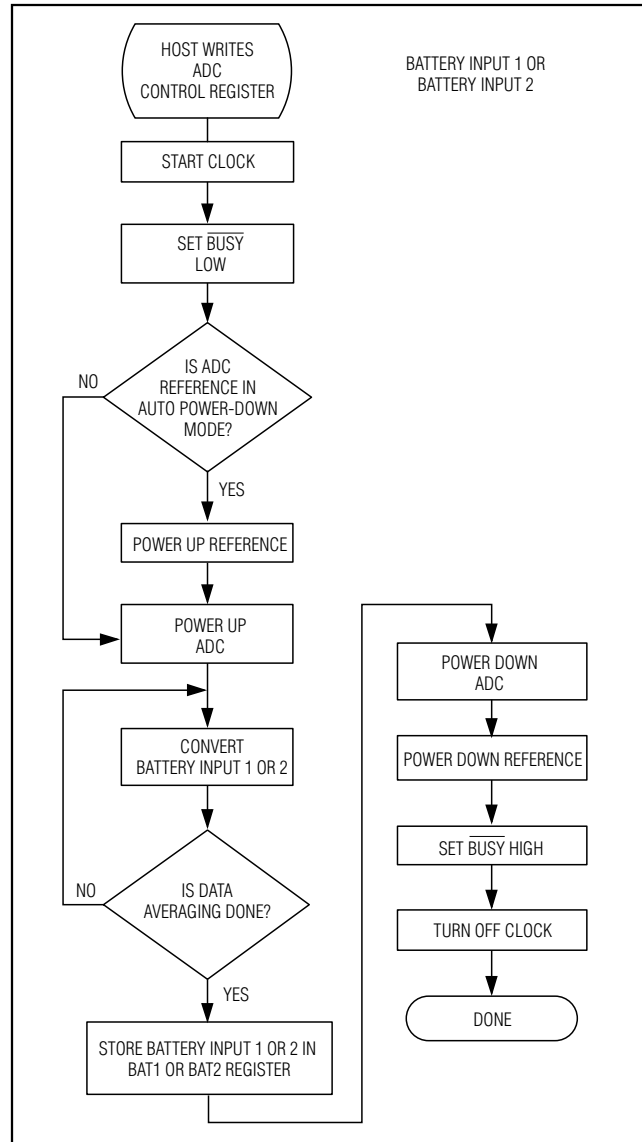 HOST WRITES
ADC
CONTROL REGISTER
BATTERY INPUT 1 OR
BATTERY INPUT 2
START CLOCK
SET BUSY
LOW
IS ADC
REFERENCE IN
AUTO POWER-DOWN
MODE?
NO
YES
POWER UP REFERENCE
POWER UP
ADC
CONVERT
BATTERY INPUT 1 OR 2
IS DATA
AVERAGING DONE?
NO
YES
STORE BATTERY INPUT 1 OR 2 IN
BAT1 OR BAT2 REGISTER
POWER DOWN
ADC
POWER DOWN REFERENCE
SET BUSY HIGH
TURN OFF CLOCK
DONE